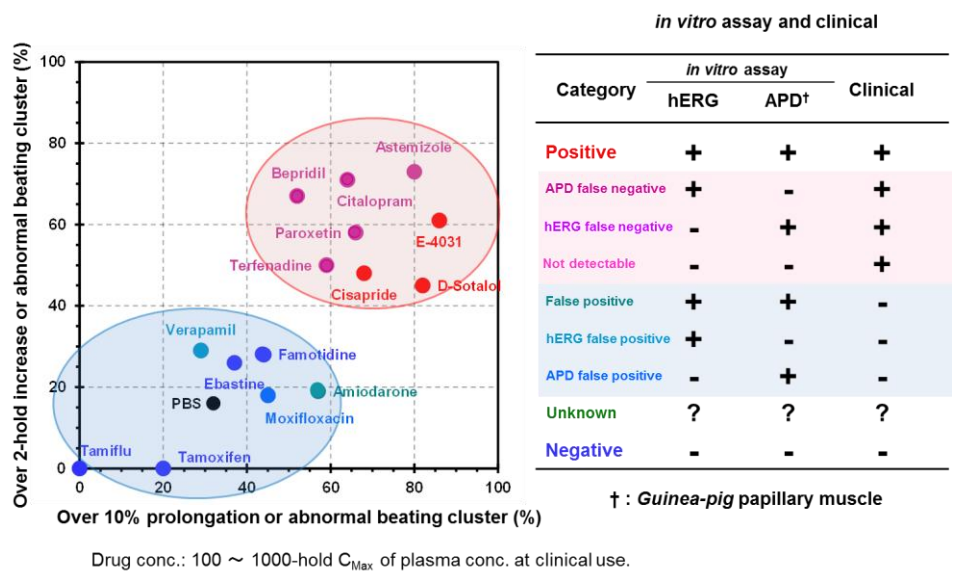 in vitro assay and clinical
Over 2-hold increase or abnormal beating cluster (%)
100
80
60
40
20
0
0 20 40 60 80 100
Over 10% prolongation or abnormal beating cluster (%)
Astemizole
Bepridil
Citalopram
Paroxetin
E-4031
Terfenadine
Cisapride
D-Sotalol
Verapamil
Famotidine
Ebastine
PBS
Amiodarone
Moxifloxacin
Tamiflu
Tamoxifen
Category in vitro assay Clinical
hERG APD†
Positive + + +
APD false negative + - +
hERG false negative - + +
Not detectable - - +
False positive + + -
hERG false positive + - -
APD false positive - + -
Unknown ? ? ?
Negative - - -
† : Guinea-pig papillary muscle
Drug conc.: 100 ~ 1000-hold CMax of plasma conc. at clinical use.